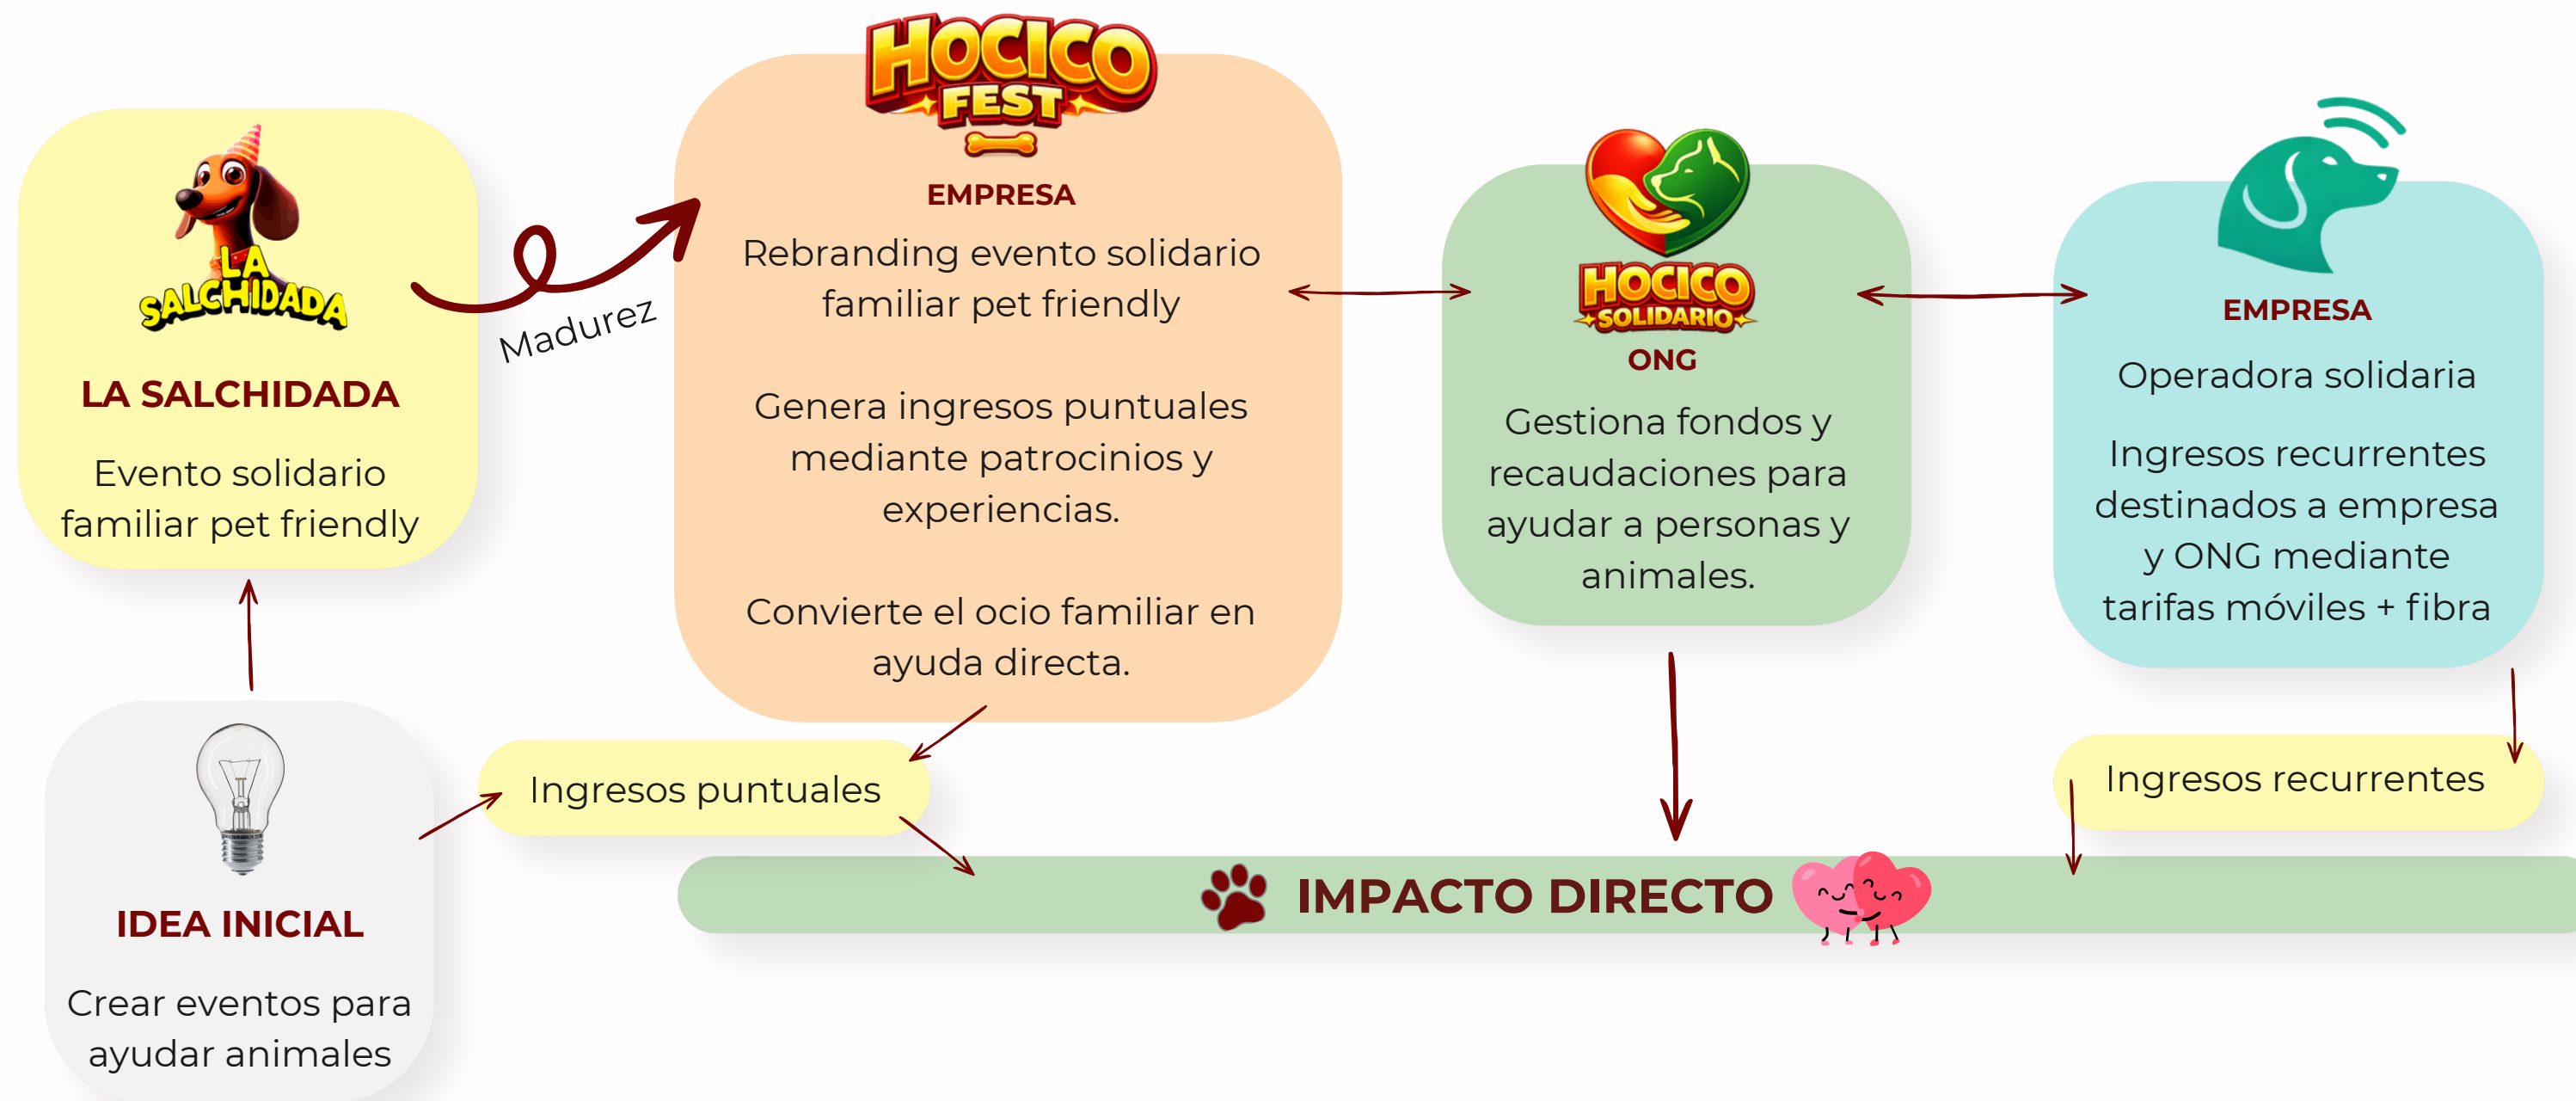 LA
SALCHIDADA
LA SALCHIDADA
Evento solidario
familiar pet friendly
IDEA INICIAL
Crear eventos para
ayudar animales
Madurez
HOCICO
FEST
EMPRESA
Rebranding evento solidario
familiar pet friendly
Genera ingresos puntuales
mediante patrocinios y
experiencias.
Convierte el ocio familiar en
ayuda directa.
Ingresos puntuales
HOCICO
SOLIDARIO
ONG
Gestiona fondos y
recaudaciones para
ayudar a personas y
animales.
EMPRESA
Operadora solidaria
Ingresos recurrentes
destinados a empresa
y ONG mediante
tarifas móviles + fibra
Ingresos recurrentes
IMPACTO DIRECTO